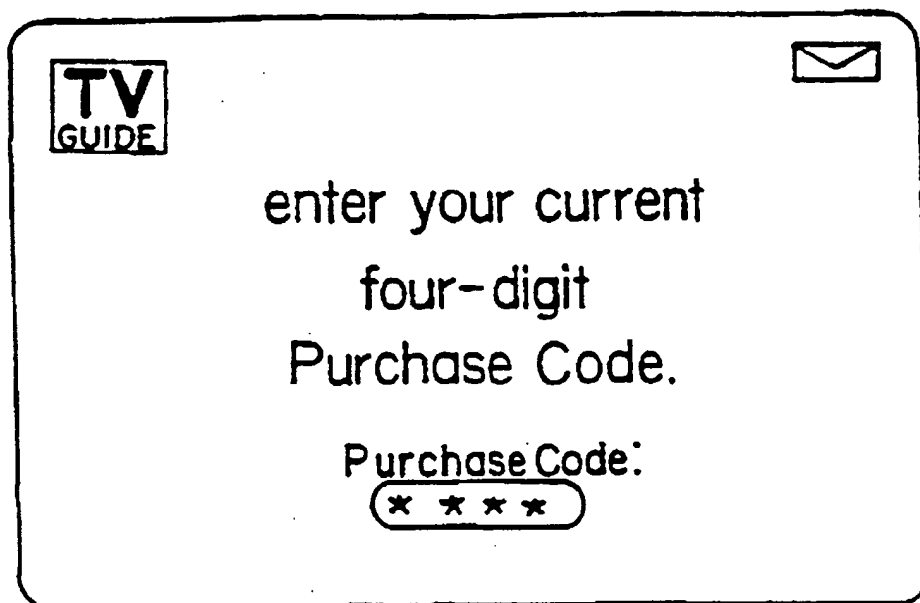 TV
GUIDE
enter your current
four-digit
Purchase Code.
Purchase Code:
* * * *